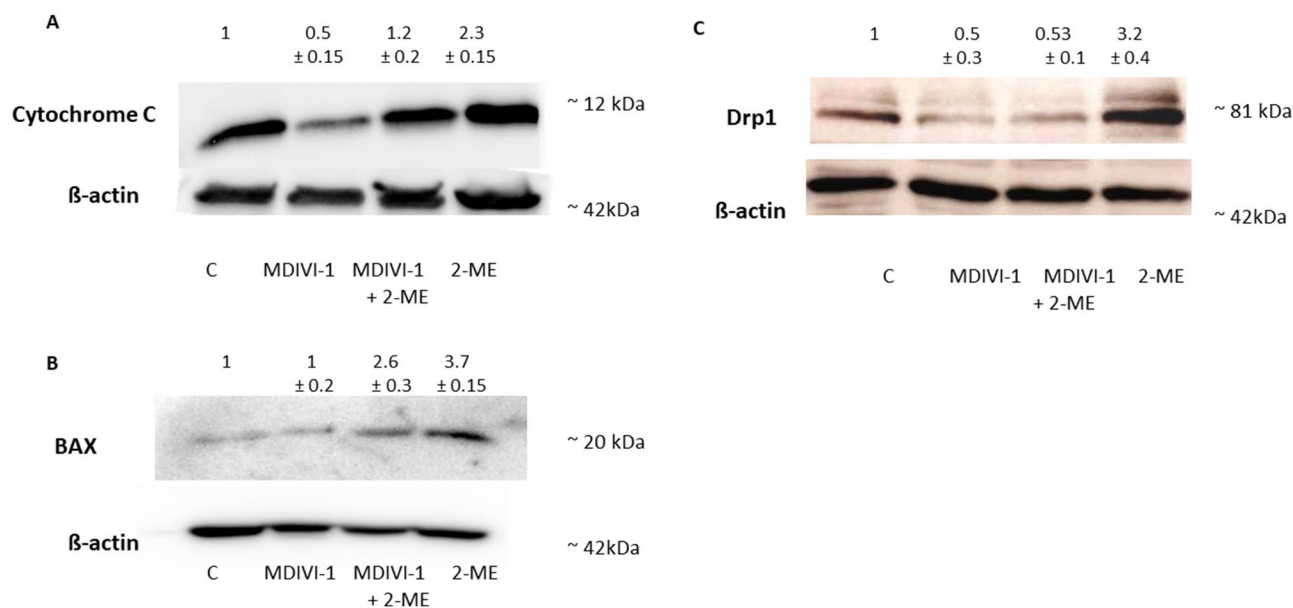 A
1 0.5 1.2 2.3
± 0.15 ± 0.2 ± 0.15
Cytochrome C
~ 12 kDa
ß-actin
~ 42kDa
C MDIVI-1 MDIVI-1 2-ME
+ 2-ME
B
1 1 2.6 3.7
± 0.2 ± 0.3 ± 0.15
BAX
~ 20 kDa
ß-actin
~ 42kDa
C MDIVI-1 MDIVI-1 2-ME
+ 2-ME
C
1 0.5 0.53 3.2
± 0.3 ± 0.1 ± 0.4
Drp1
~ 81 kDa
ß-actin
~ 42kDa
C MDIVI-1 MDIVI-1 2-ME
+ 2-ME